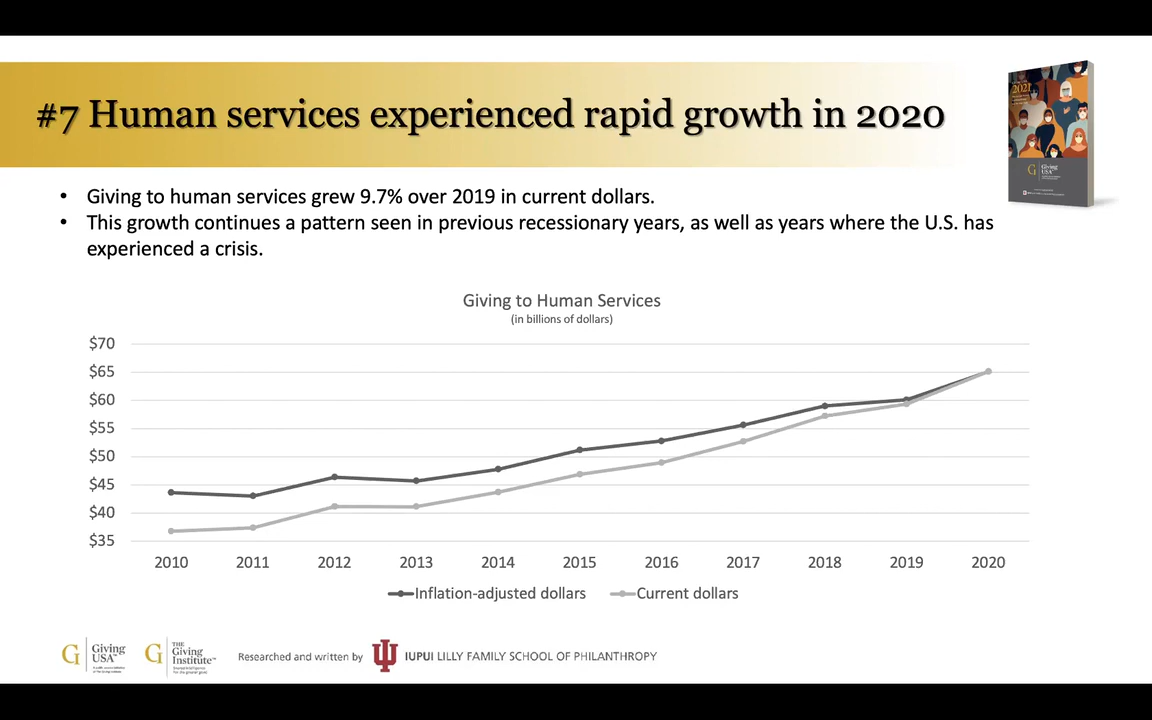 #7 Human services experienced rapid growth in 2020
2021
G Giving USA
• Giving to human services grew 9.7% over 2019 in current dollars.
• This growth continues a pattern seen in previous recessionary years, as well as years where the U.S. has
experienced a crisis.
Giving to Human Services
(in billions of dollars)
$70
$65
$60
$55
$50
$45
$40
$35
2010 2011 2012 2013 2014 2015 2016 2017 2018 2019 2020
Inflation-adjusted dollars Current dollars
G Giving USA™
G THE Giving Institute™
Researched and written by
IUPUI LILLY FAMILY SCHOOL OF PHILANTHROPY